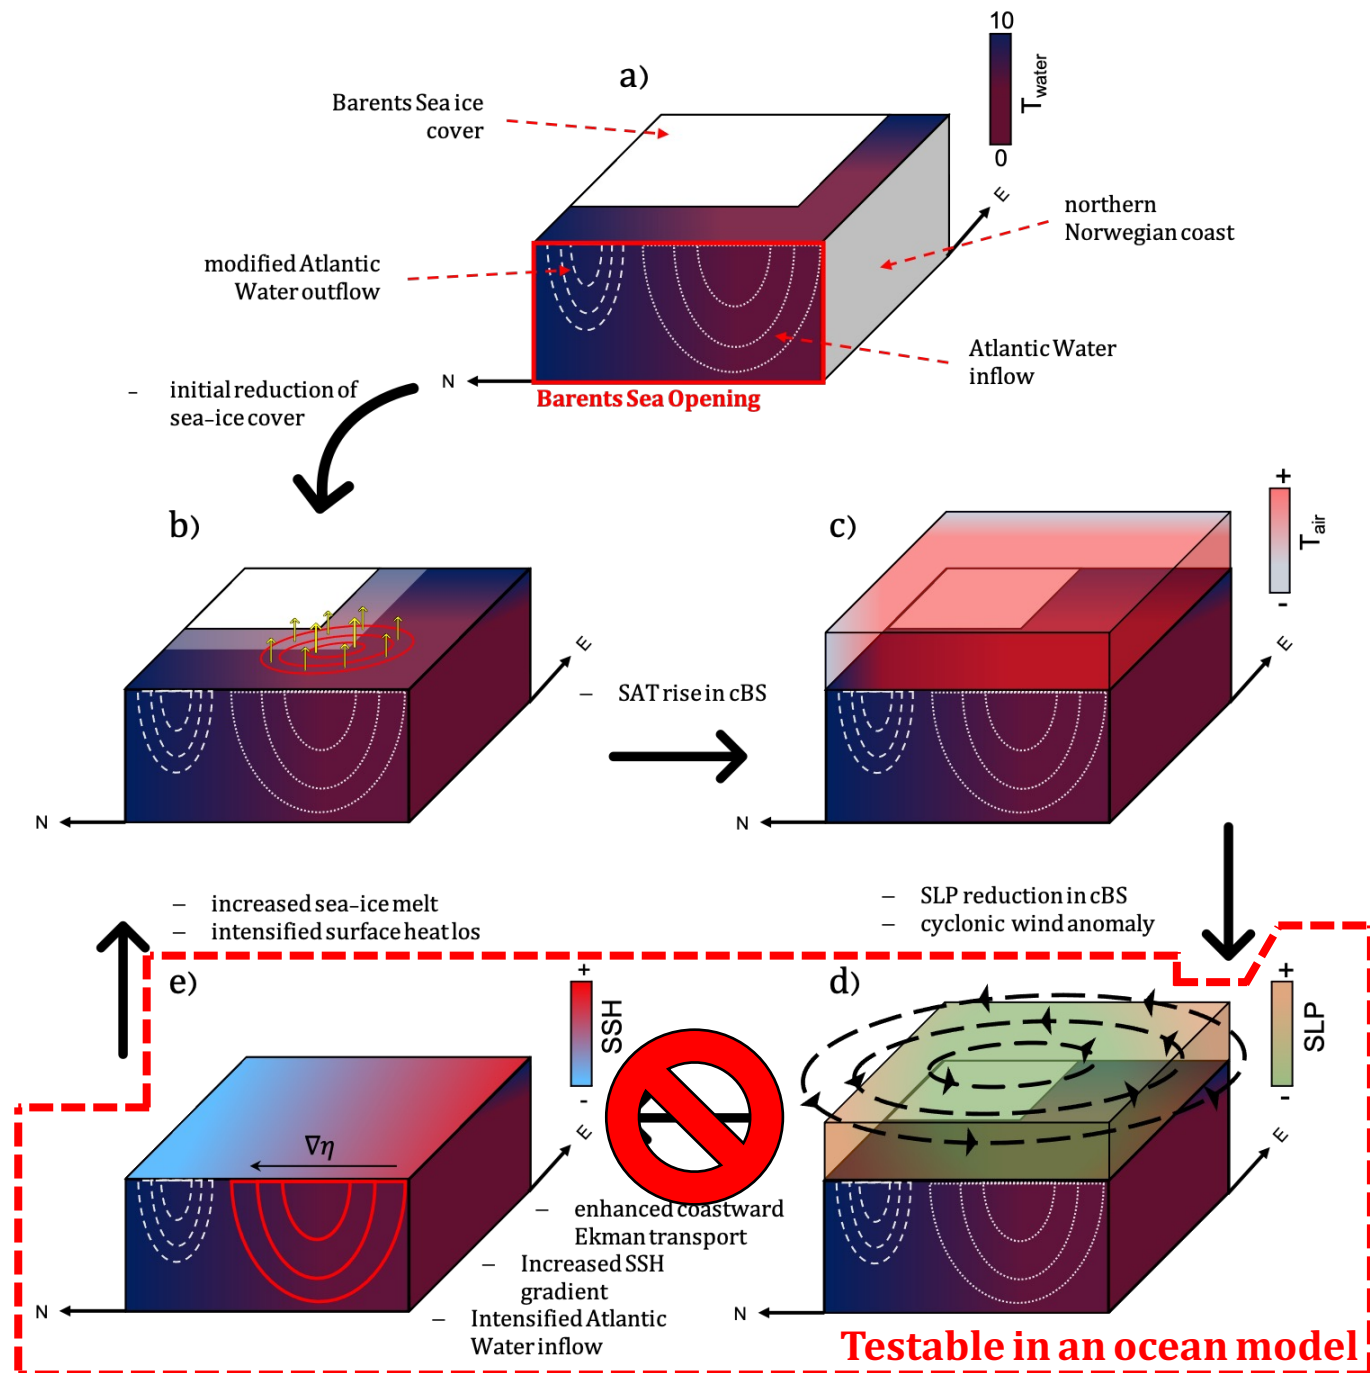 a)
10
T water
0
Barents Sea ice
cover
E
northern
Norwegian coast
modified Atlantic
Water outflow
Atlantic Water
inflow
N
Barents Sea Opening
– initial reduction of
sea-ice cover
b)
E
N
– SAT rise in cBS
c)
+
T air
-
E
N
– increased sea-ice melt
– intensified surface heat los
– SLP reduction in cBS
– cyclonic wind anomaly
e)
+
SSH
-
∇η
E
N
– enhanced coastward
Ekman transport
– Increased SSH
gradient
– Intensified Atlantic
Water inflow
d)
+
SLP
-
E
N
Testable in an ocean model